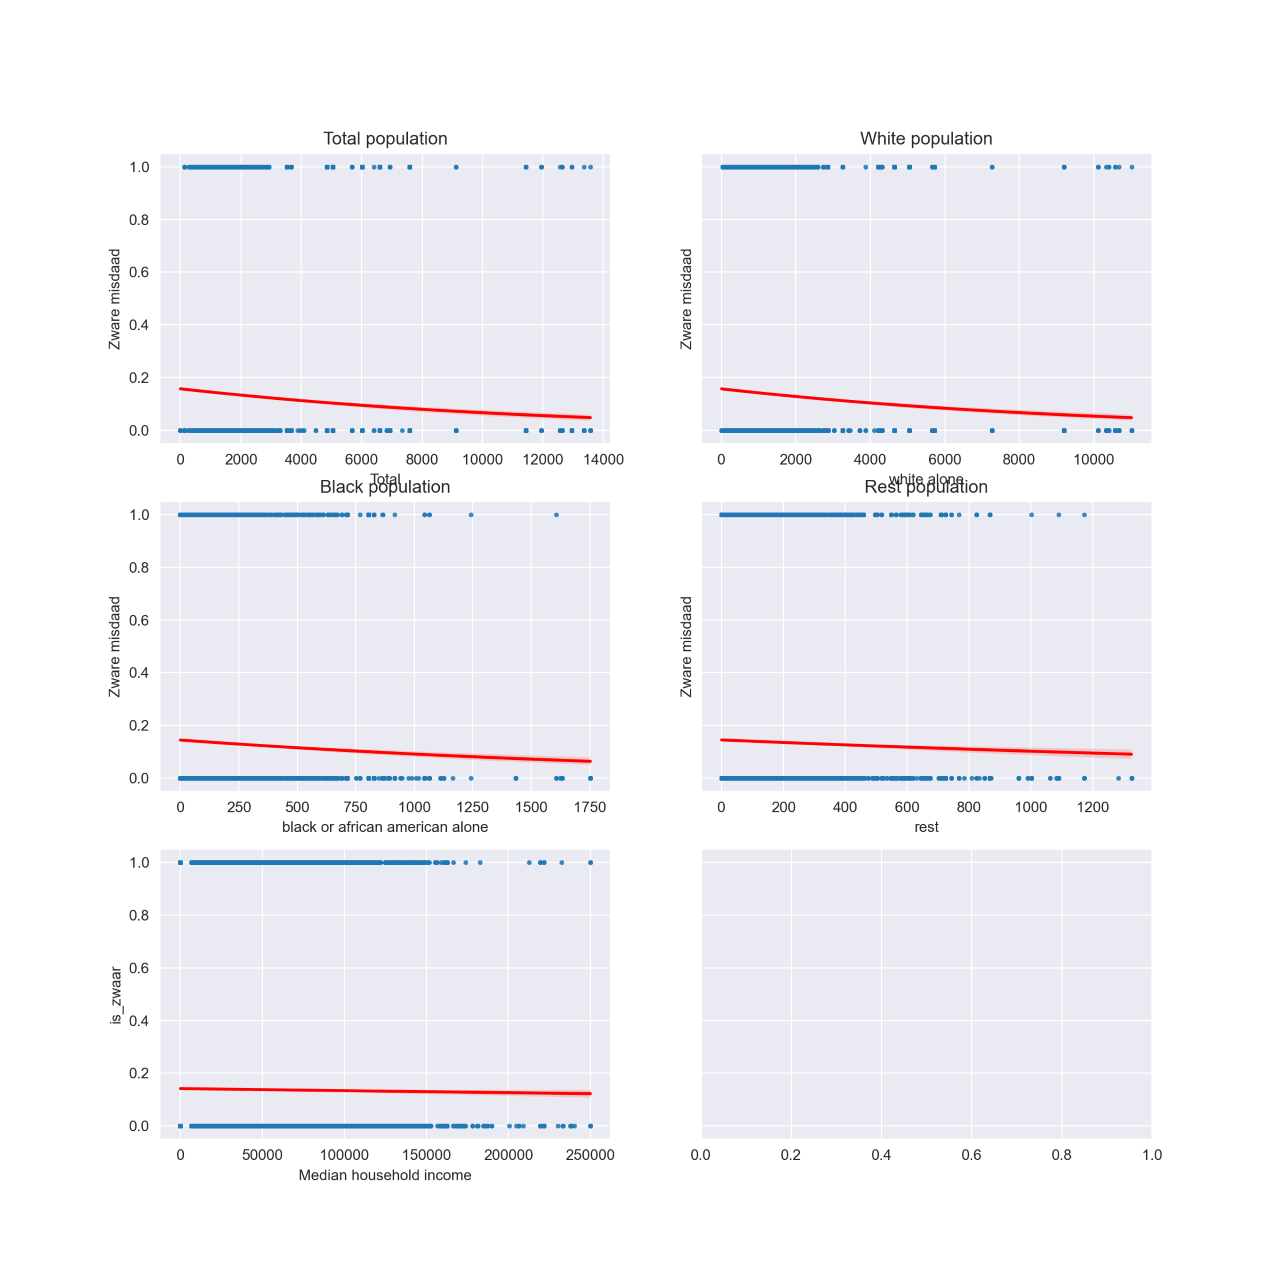 Total population
1.0
0.8
0.6
0.4
0.2
0.0
Zware misdaad
0 2000 4000 6000 8000 10000 12000 14000
Total
White population
Zware misdaad
0 2000 4000 6000 8000 10000
white alone
Black population
1.0
0.8
0.6
0.4
0.2
0.0
Zware misdaad
0 250 500 750 1000 1250 1500 1750
black or african american alone
Rest population
Zware misdaad
0 200 400 600 800 1000 1200
rest
1.0
0.8
0.6
0.4
0.2
0.0
is_zwaar
0 50000 100000 150000 200000 250000
Median household income
0.0 0.2 0.4 0.6 0.8 1.0